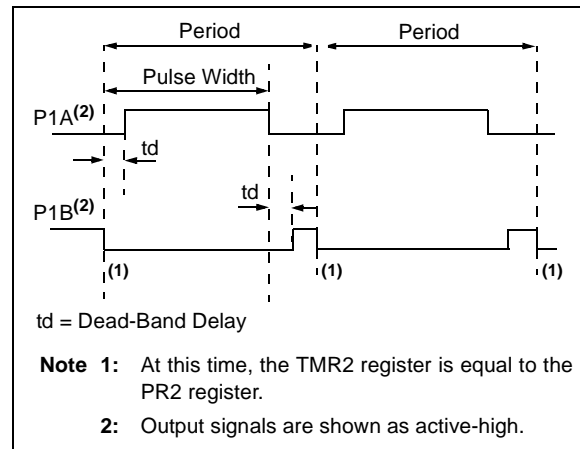 Period Period
Pulse Width
P1A(2)
td
td
P1B(2)
(1) (1) (1)
td = Dead-Band Delay
Note 1: At this time, the TMR2 register is equal to the
PR2 register.
2: Output signals are shown as active-high.